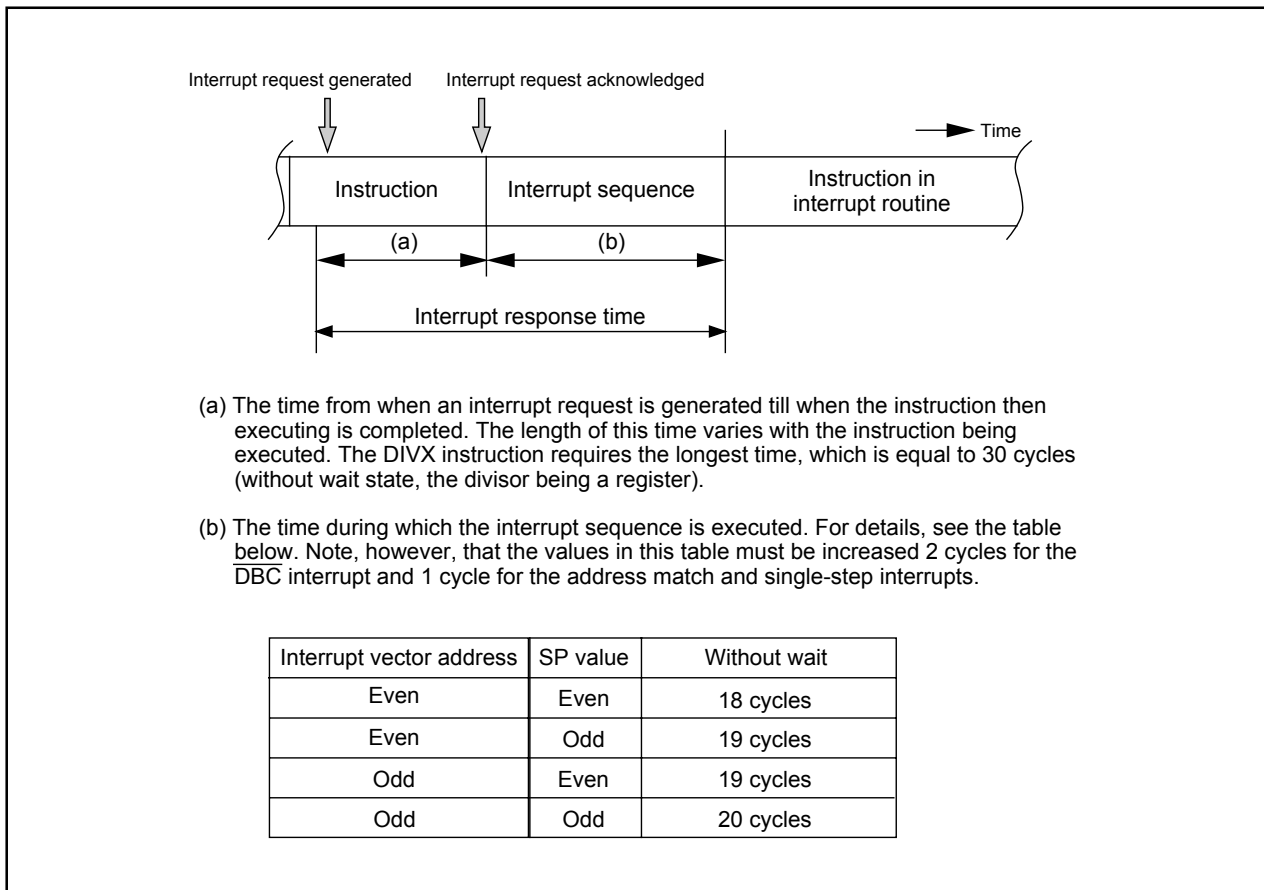 Interrupt request generated
Interrupt request acknowledged
Time
Instruction
Interrupt sequence
Instruction in
interrupt routine
(a)
(b)
Interrupt response time
(a) The time from when an interrupt request is generated till when the instruction then
executing is completed. The length of this time varies with the instruction being
executed. The DIVX instruction requires the longest time, which is equal to 30 cycles
(without wait state, the divisor being a register).
(b) The time during which the interrupt sequence is executed. For details, see the table
below. Note, however, that the values in this table must be increased 2 cycles for the
DBC interrupt and 1 cycle for the address match and single-step interrupts.
Interrupt vector address SP value Without wait
Even Even 18 cycles
Even Odd 19 cycles
Odd Even 19 cycles
Odd Odd 20 cycles